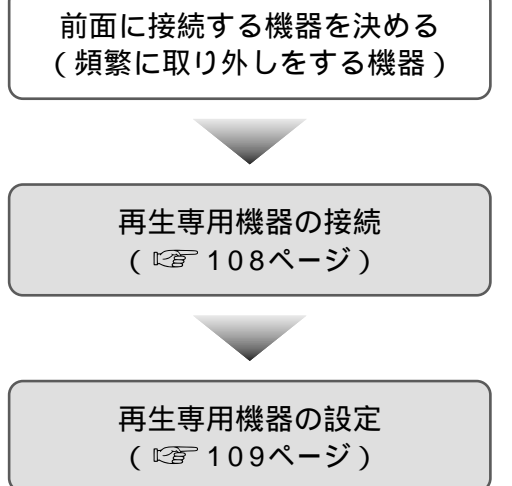 前面に接続する機器を決める
(頻繁に取り外しをする機器)
再生専用機器の接続
(☞108ページ)
再生専用機器の設定
(☞109ページ)